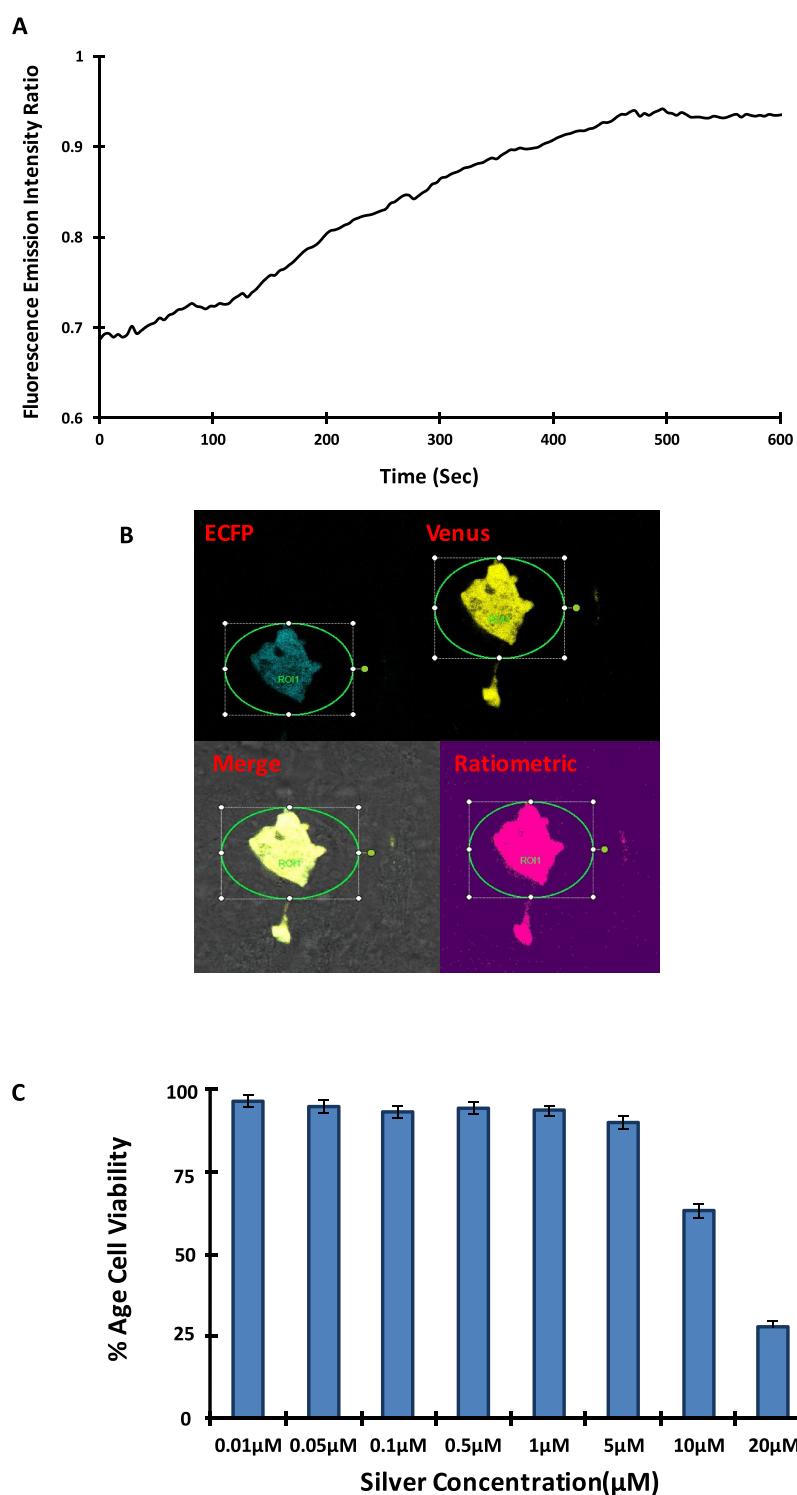 A
Fluorescence Emission Intensity Ratio
1
0.9
0.8
0.7
0.6
0 100 200 300 400 500 600
Time (Sec)
B
ECFP Venus
ROI1
ROI1
Merge Ratiometric
ROI1 ROI1
C
% Age Cell Viability
100
75
50
25
0
0.01µM 0.05µM 0.1µM 0.5µM 1µM 5µM 10µM 20µM
Silver Concentration(µM)